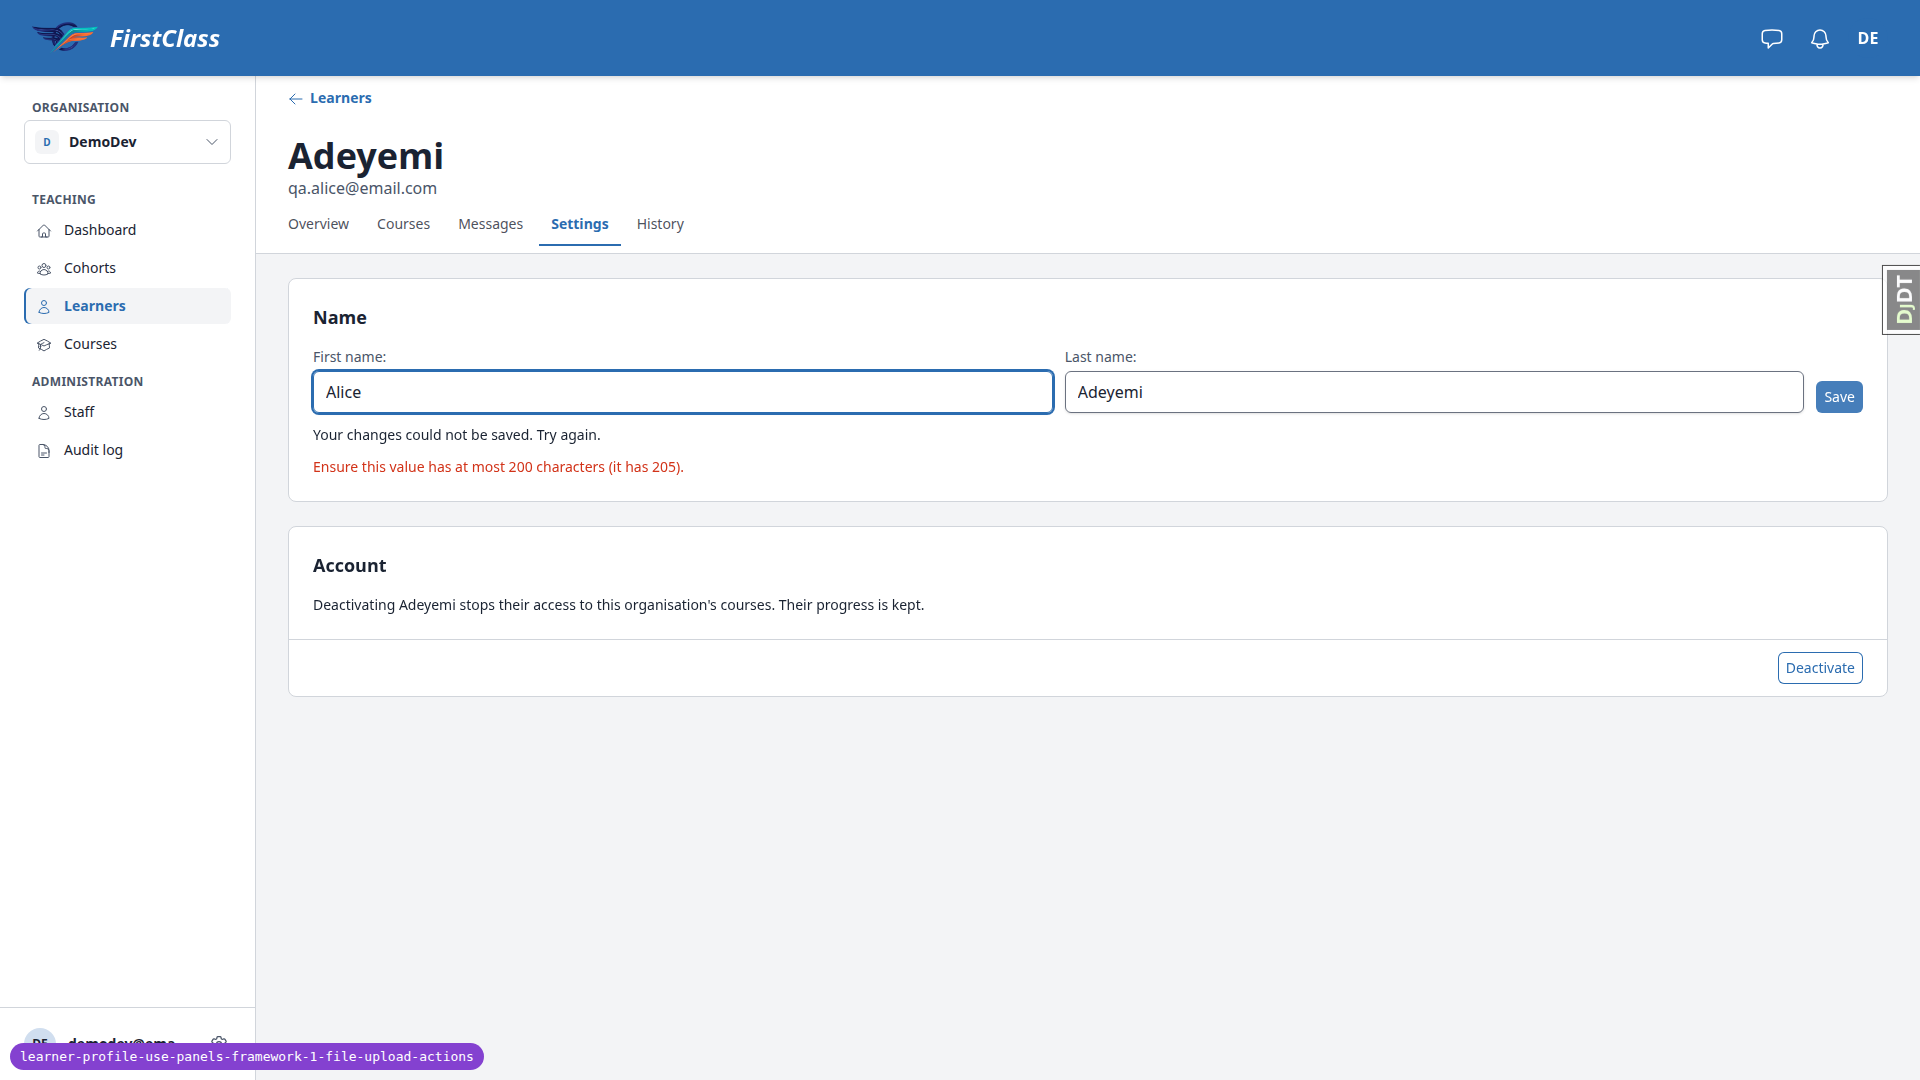 FirstClass
DE
ORGANISATION
D DemoDev
TEACHING
Dashboard
Cohorts
Learners
Courses
ADMINISTRATION
Staff
Audit log
Learners
Adeyemi
qa.alice@email.com
Overview Courses Messages Settings History
Name
First name: Last name:
Alice Adeyemi Save
Your changes could not be saved. Try again.
Ensure this value has at most 200 characters (it has 205).
Account
Deactivating Adeyemi stops their access to this organisation's courses. Their progress is kept.
Deactivate
DJDT
DE demodev@ema
learner-profile-use-panels-framework-1-file-upload-actions